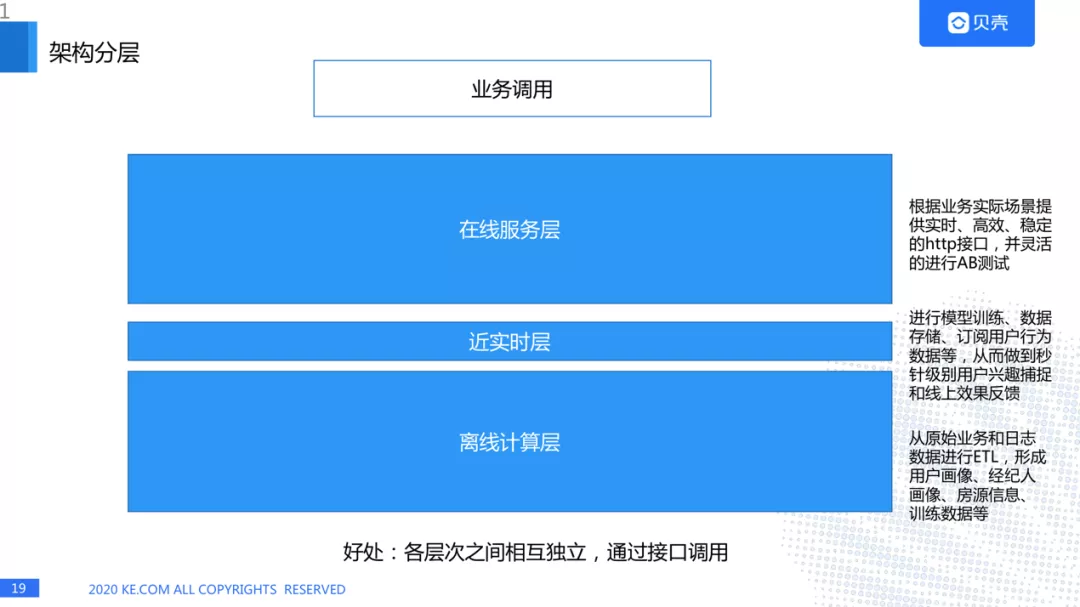 1
贝壳
架构分层
业务调用
在线服务层
根据业务实际场景提
供实时、高效、稳定
的http接口，并灵活
的进行AB测试
近实时层
进行模型训练、数据
存储、订阅用户行为
数据等，从而做到秒
针级别用户兴趣捕捉
和线上效果反馈
离线计算层
从原始业务和日志
数据进行ETL，形成
用户画像、经纪人
画像、房源信息、
训练数据等
好处：各层次之间相互独立，通过接口调用
19
2020 KE.COM ALL COPYRIGHTS RESERVED